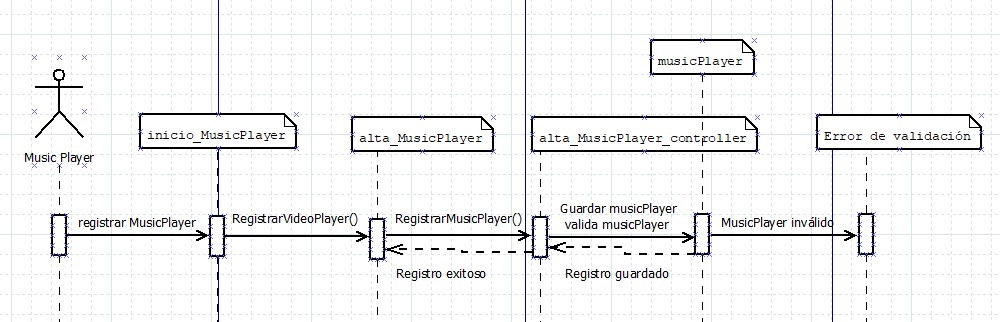 musicPlayer
inicio_MusicPlayer
alta_MusicPlayer
alta_MusicPlayer_controller
Error de validación
Music Player
registrar MusicPlayer
RegistrarVideoPlayer()
RegistrarMusicPlayer()
Guardar musicPlayer
valida musicPlayer
MusicPlayer inválido
Registro exitoso
Registro guardado